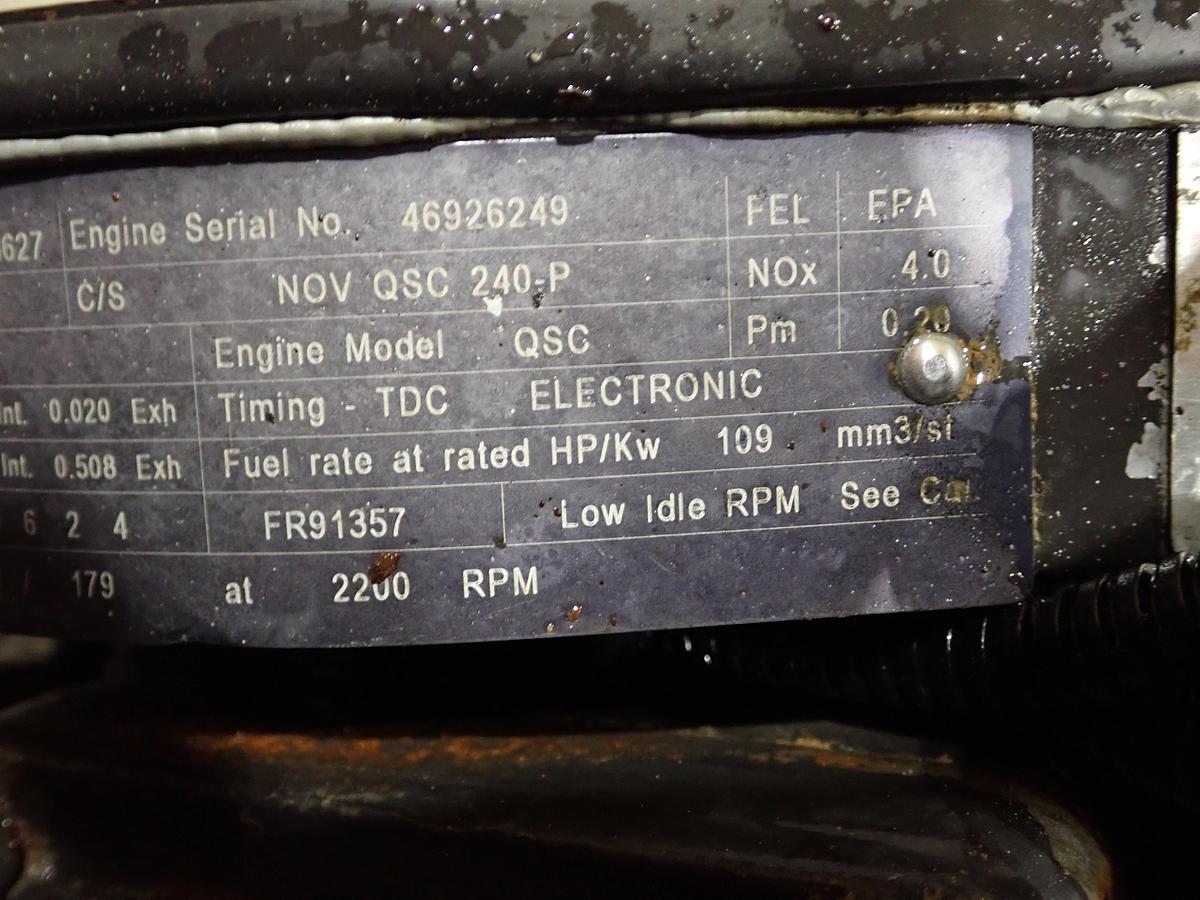 627 Engine Serial No. 46926249 FEL EPA
C/S NOV QSC 240-P NOx 4.0
Engine Model QSC Pm 0.20
Int. 0.020 Exh Timing - TDC ELECTRONIC
Int. 0.508 Exh Fuel rate at rated HP/Kw 109 mm3/st
6 2 4 FR91357 Low Idle RPM See
/ 179 at 2200 RPM